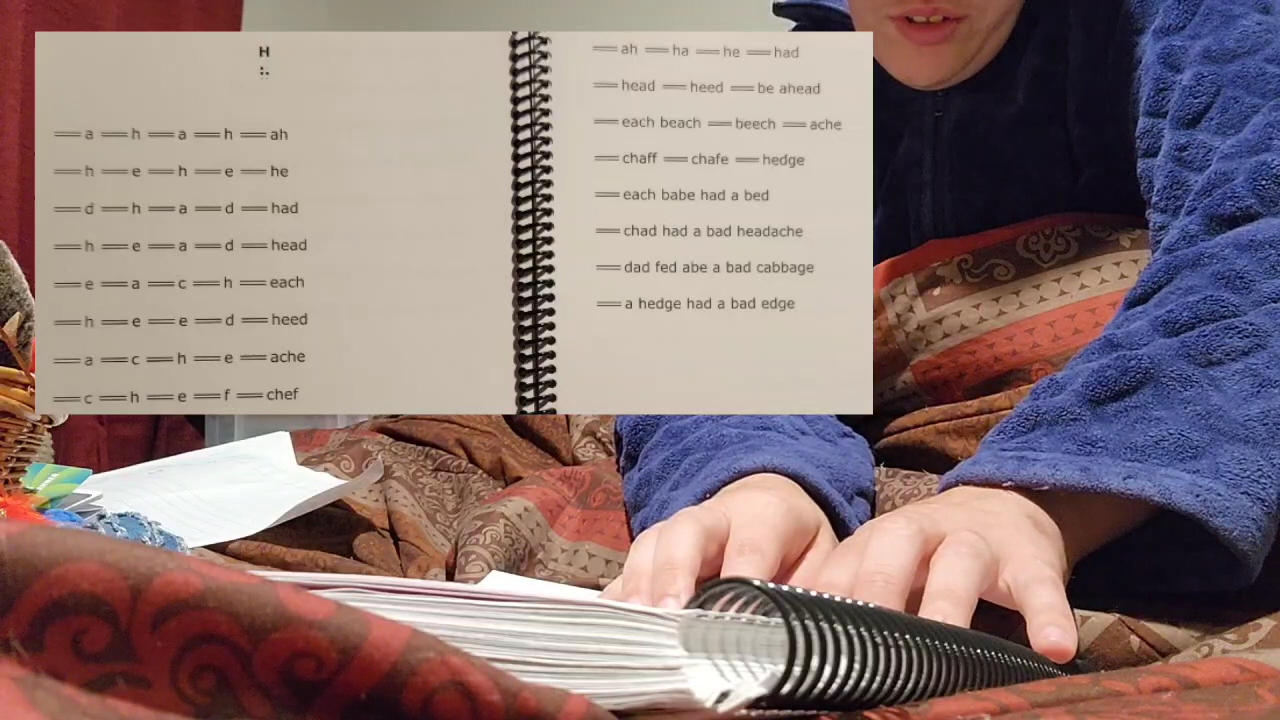 H
⠓
══ a ══ h ══ a ══ h ══ ah
══ h ══ e ══ h ══ e ══ he
══ d ══ h ══ a ══ d ══ had
══ h ══ e ══ a ══ d ══ head
══ e ══ a ══ c ══ h ══ each
══ h ══ e ══ e ══ d ══ heed
══ a ══ c ══ h ══ e ══ ache
══ c ══ h ══ e ══ f ══ chef
══ ah ══ ha ══ he ══ had
══ head ══ heed ══ be ahead
══ each beach ══ beech ══ ache
══ chaff ══ chafe ══ hedge
══ each babe had a bed
══ chad had a bad headache
══ dad fed abe a bad cabbage
══ a hedge had a bad edge